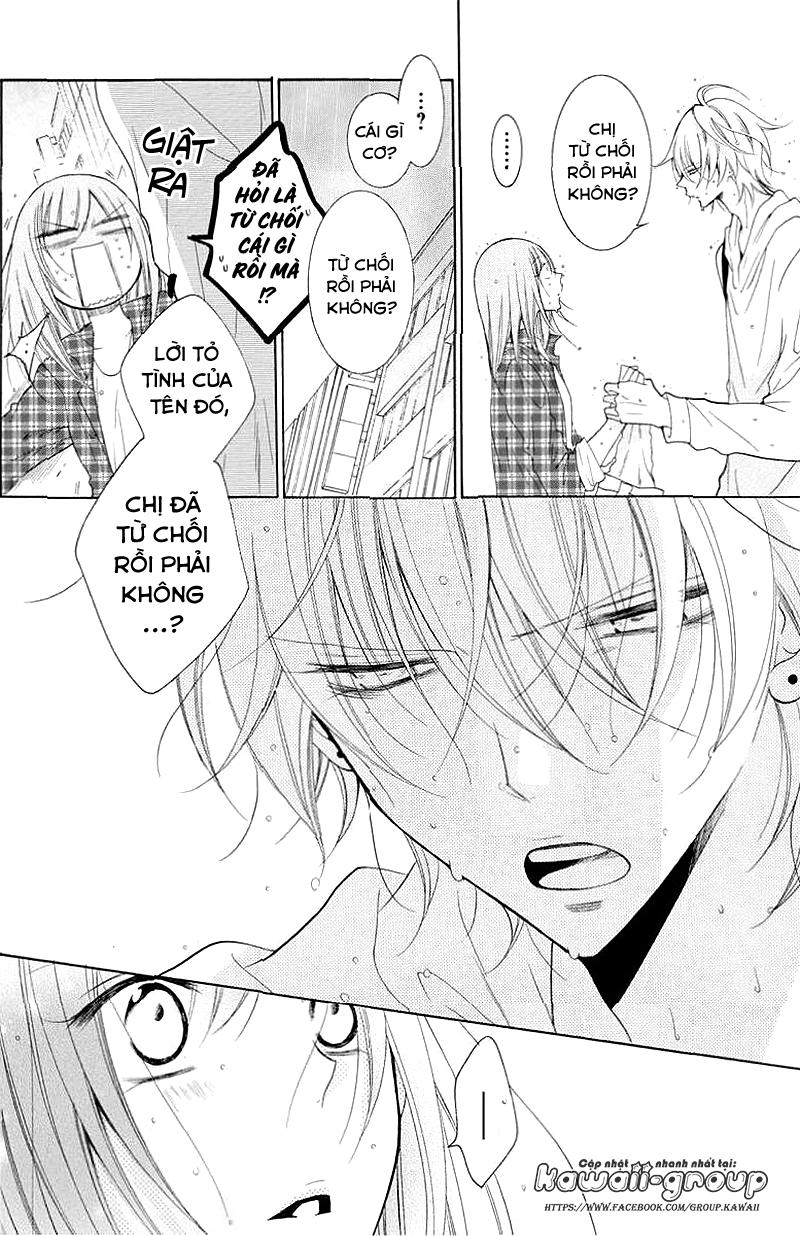 CHỊ
TỪ CHỐI
RỒI PHẢI
KHÔNG?
....
...?
CÁI GÌ
CƠ?
TỪ CHỐI
RỒI PHẢI
KHÔNG?
ĐÃ
HỎI LÀ
TỪ CHỐI
CÁI GÌ
RỒI MÀ
!?
GIẬT
RA
LỜI TỎ
TÌNH CỦA
TÊN ĐÓ,
CHỊ ĐÃ
TỪ CHỐI
RỒI PHẢI
KHÔNG
...?
Cập nhật nhanh nhất tại:
kawaii-group
HTTPS://WWW.FACEBOOK.COM/GROUP.KAWAII